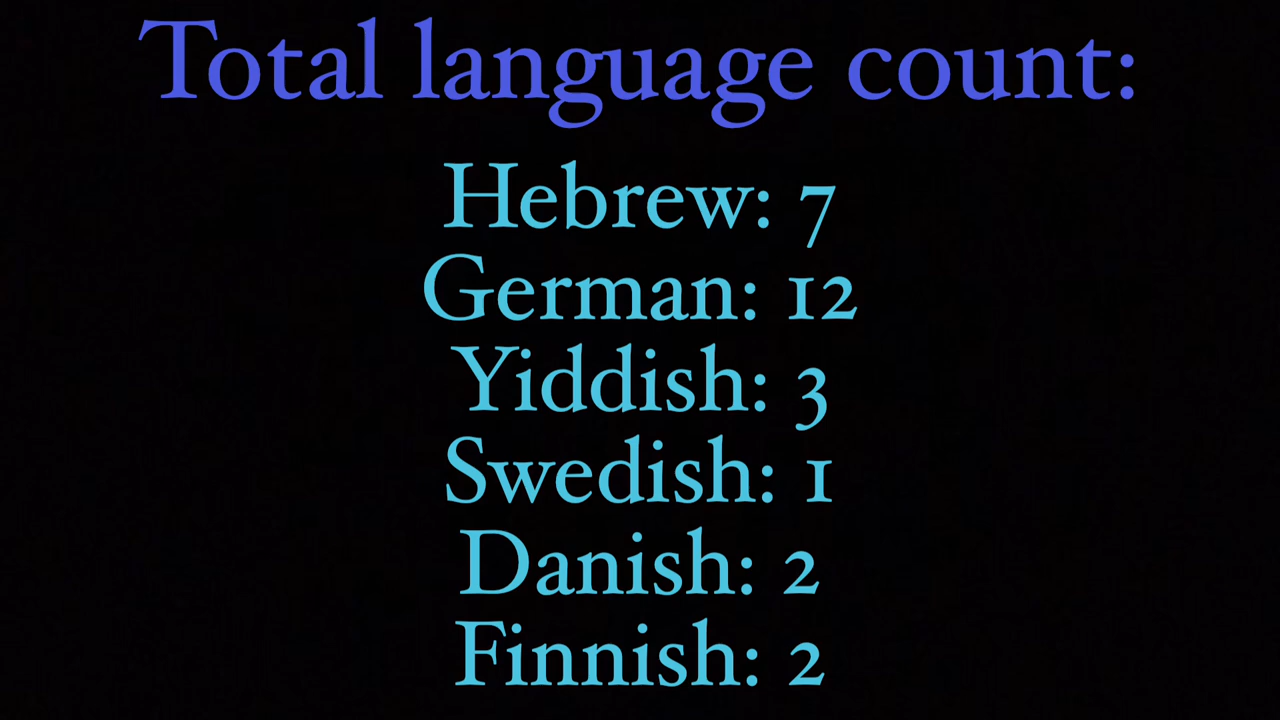 Total language count:
Hebrew: 7
German: 12
Yiddish: 3
Swedish: 1
Danish: 2
Finnish: 2